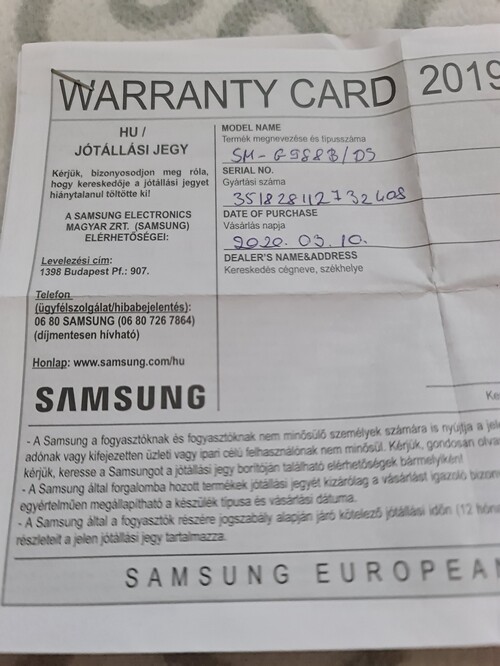 WARRANTY CARD 2019
HU /
JÓTÁLLÁSI JEGY
Kérjük, bizonyosodjon meg róla,
hogy kereskedője a jótállási jegyet
hiánytalanul töltötte ki!
A SAMSUNG ELECTRONICS
MAGYAR ZRT. (SAMSUNG)
ELÉRHETŐSÉGEI:
Levelezési cím:
1398 Budapest Pf.: 907.
Telefon
(ügyfélszolgálat/hibabejelentés):
06 80 SAMSUNG (06 80 726 7864)
(díjmentesen hívható)
Honlap: www.samsung.com/hu
SAMSUNG
MODEL NAME
Termék megnevezése és típusszáma
SM-G988B/DS
SERIAL NO.
Gyártási száma
351828112732408
DATE OF PURCHASE
Vásárlás napja
2020. 03. 10.
DEALER'S NAME&ADDRESS
Kereskedés cégneve, székhelye
Ke
- A Samsung a fogyasztóknak és fogyasztóknak nem minősülő személyek számára is nyújtja a jele
adónak vagy kifejezetten üzleti vagy ipari célú felhasználónak nem minősül. Kérjük, gondosan olva
kérjük, keresse a Samsungot a jótállási jegy borítóján található elérhetőségek bármelyikén!
- A Samsung által forgalomba hozott termékek jótállási jegyét kizárólag a vásárlást igazoló bizon
egyértelműen megállapítható a készülék típusa és vásárlási dátuma.
- A Samsung által a fogyasztók részére jogszabály alapján járó kötelező jótállási időn (12 hóna
részleteit a jelen jótállási jegy tartalmazza.
SAMSUNG EUROPEAN